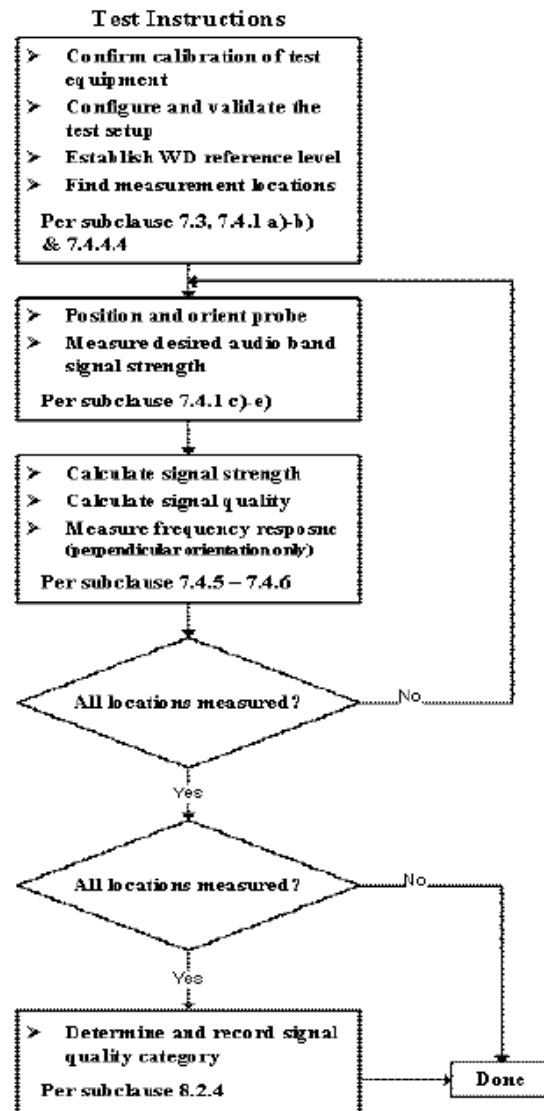 Test Instructions
➢ Confirm calibration of test
equipment
➢ Configure and validate the
test setup
➢ Establish WD reference level
➢ Find measurement locations
Per subclause 7.3, 7.4.1 a)-b)
& 7.4.4.4
➢ Position and orient probe
➢ Measure desired audio band
signal strength
Per subclause 7.4.1 c)-e)
➢ Calculate signal strength
➢ Calculate signal quality
➢ Measure frequency resposne
(perpendicular orientation only)
Per subclause 7.4.5 – 7.4.6
All locations measured?
No
Yes
All locations measured?
No
Yes
➢ Determine and record signal
quality category
Per subclause 8.2.4
Done